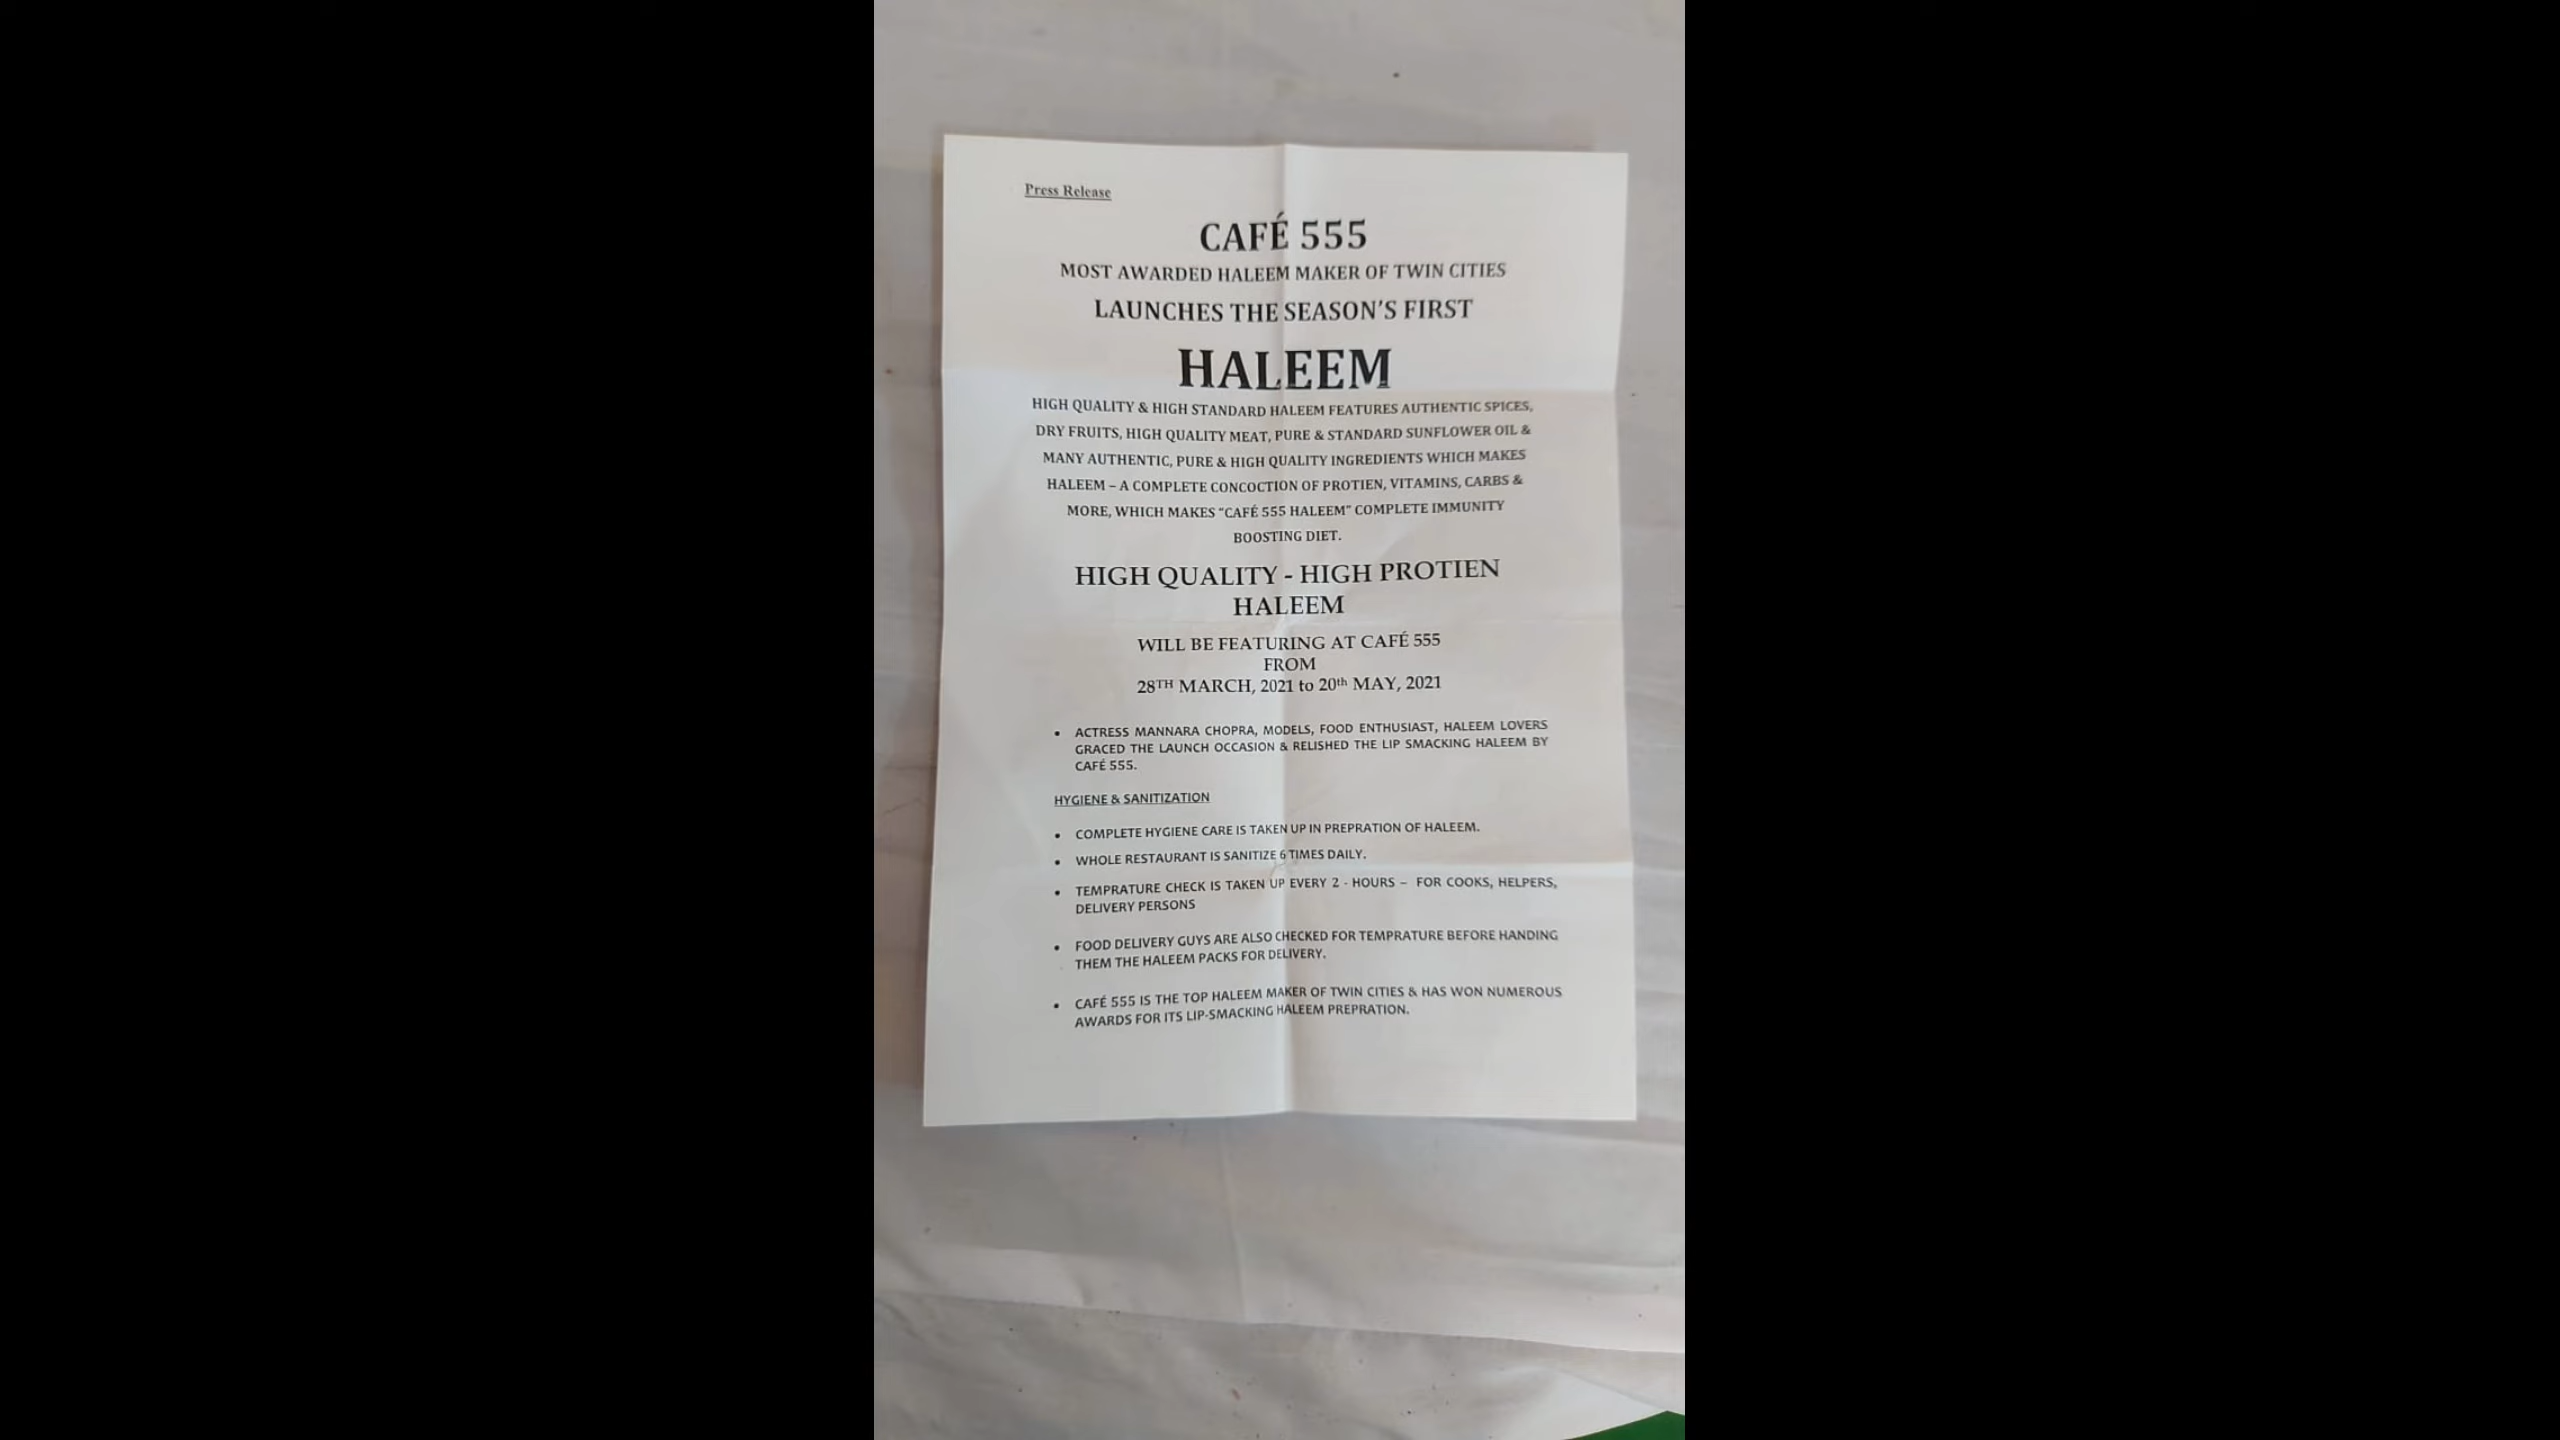 Press Release
CAFÉ 555
MOST AWARDED HALEEM MAKER OF TWIN CITIES
LAUNCHES THE SEASON'S FIRST
HALEEM
HIGH QUALITY & HIGH STANDARD HALEEM FEATURES AUTHENTIC SPICES,
DRY FRUITS, HIGH QUALITY MEAT, PURE & STANDARD SUNFLOWER OIL &
MANY AUTHENTIC, PURE & HIGH QUALITY INGREDIENTS WHICH MAKES
HALEEM – A COMPLETE CONCOCTION OF PROTIEN, VITAMINS, CARBS &
MORE, WHICH MAKES “CAFÉ 555 HALEEM” COMPLETE IMMUNITY
BOOSTING DIET.
HIGH QUALITY - HIGH PROTIEN
HALEEM
WILL BE FEATURING AT CAFÉ 555
FROM
28TH MARCH, 2021 to 20th MAY, 2021
• ACTRESS MANNARA CHOPRA, MODELS, FOOD ENTHUSIAST, HALEEM LOVERS
GRACED THE LAUNCH OCCASION & RELISHED THE LIP SMACKING HALEEM BY
CAFÉ 555.
HYGIENE & SANITIZATION
• COMPLETE HYGIENE CARE IS TAKEN UP IN PREPRATION OF HALEEM.
• WHOLE RESTAURANT IS SANITIZE 6 TIMES DAILY.
• TEMPRATURE CHECK IS TAKEN UP EVERY 2 - HOURS – FOR COOKS, HELPERS,
DELIVERY PERSONS
• FOOD DELIVERY GUYS ARE ALSO CHECKED FOR TEMPRATURE BEFORE HANDING
THEM THE HALEEM PACKS FOR DELIVERY.
• CAFÉ 555 IS THE TOP HALEEM MAKER OF TWIN CITIES & HAS WON NUMEROUS
AWARDS FOR ITS LIP-SMACKING HALEEM PREPRATION.